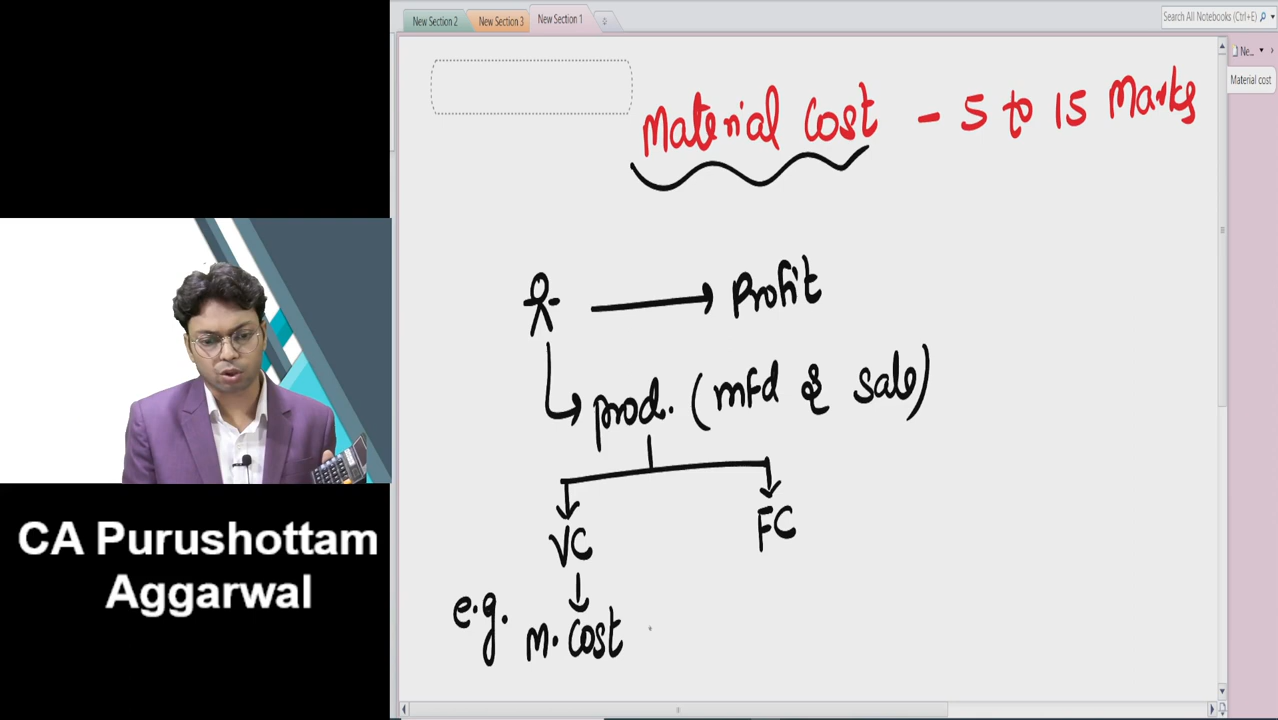 New Section 2
New Section 3
New Section 1
Search All Notebooks (Ctrl+E)
Ne...
Material cost
Material Cost - 5 to 15 Marks
Profit
prod. (mfd & sale)
VC
FC
e.g. m. Cost
CA Purushottam
Aggarwal